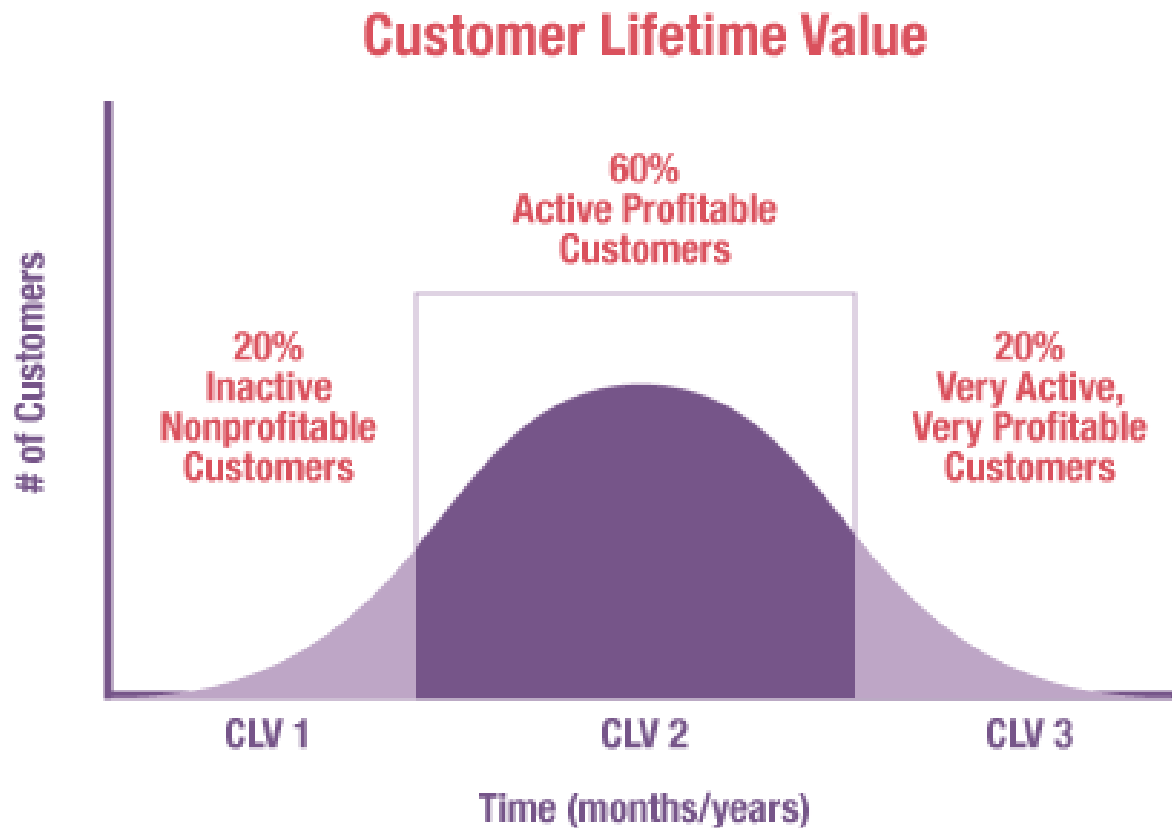 Customer Lifetime Value
60%
Active Profitable
Customers
20%
Inactive
Nonprofitable
Customers
20%
Very Active,
Very Profitable
Customers
# of Customers
CLV 1
CLV 2
CLV 3
Time (months/years)